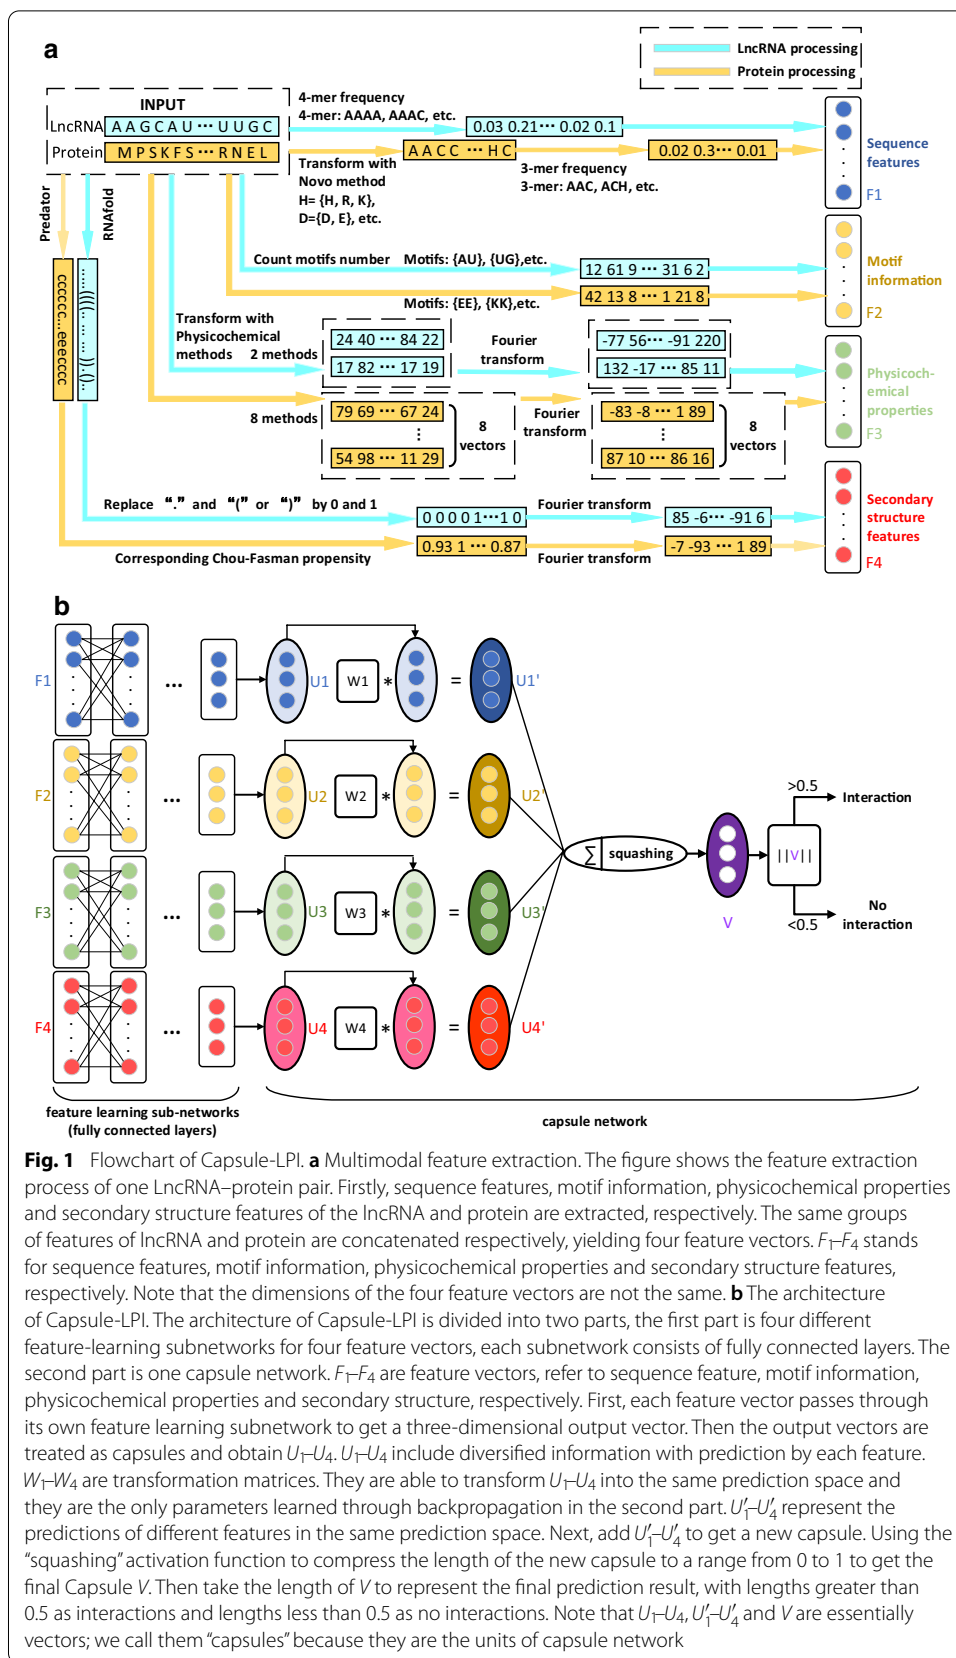 a
LncRNA processing
Protein processing
INPUT
LncRNA A A G C A U ··· U U G C
Protein M P S K F S ··· R N E L
4-mer frequency
4-mer: AAAA, AAAC, etc.
0.03 0.21··· 0.02 0.1
Transform with
Novo method
H= {H, R, K},
D={D, E}, etc.
A A C C ··· H C
3-mer frequency
3-mer: AAC, ACH, etc.
0.02 0.3··· 0.01
Sequence
features
F1
Predator
RNAfold
cccccc...eeecccc
Count motifs number Motifs: {AU}, {UG},etc.
12 61 9 ··· 31 6 2
Motifs: {EE}, {KK},etc.
42 13 8 ··· 1 21 8
Motif
information
F2
Transform with
Physicochemical
methods 2 methods
24 40 ··· 84 22
17 82 ··· 17 19
Fourier
transform
-77 56··· -91 220
132 -17 ··· 85 11
8 methods
79 69 ··· 67 24
⋮
54 98 ··· 11 29
8
vectors
Fourier
transform
-83 -8 ··· 1 89
⋮
87 10 ··· 86 16
8
vectors
Physicoch-
emical
properties
F3
Replace “.” and “(” or “)” by 0 and 1
0 0 0 0 1···1 0
Fourier transform
85 -6··· -91 6
Corresponding Chou-Fasman propensity
0.93 1 ··· 0.87
Fourier transform
-7 -93 ··· 1 89
Secondary
structure
features
F4
b
F1 ... U1 W1 * = U1'
F2 ... U2 W2 * = U2'
F3 ... U3 W3 * = U3'
F4 ... U4 W4 * = U4'
∑ squashing
V
||V||
>0.5
Interaction
<0.5
No
interaction
feature learning sub-networks
(fully connected layers)
capsule network
Fig. 1 Flowchart of Capsule-LPI. a Multimodal feature extraction. The figure shows the feature extraction
process of one LncRNA–protein pair. Firstly, sequence features, motif information, physicochemical properties
and secondary structure features of the lncRNA and protein are extracted, respectively. The same groups
of features of lncRNA and protein are concatenated respectively, yielding four feature vectors. F1–F4 stands
for sequence features, motif information, physicochemical properties and secondary structure features,
respectively. Note that the dimensions of the four feature vectors are not the same. b The architecture
of Capsule-LPI. The architecture of Capsule-LPI is divided into two parts, the first part is four different
feature-learning subnetworks for four feature vectors, each subnetwork consists of fully connected layers. The
second part is one capsule network. F1–F4 are feature vectors, refer to sequence feature, motif information,
physicochemical properties and secondary structure, respectively. First, each feature vector passes through
its own feature learning subnetwork to get a three-dimensional output vector. Then the output vectors are
treated as capsules and obtain U1–U4. U1–U4 include diversified information with prediction by each feature.
W1–W4 are transformation matrices. They are able to transform U1–U4 into the same prediction space and
they are the only parameters learned through backpropagation in the second part. U′1–U′4 represent the
predictions of different features in the same prediction space. Next, add U′1–U′4 to get a new capsule. Using the
“squashing” activation function to compress the length of the new capsule to a range from 0 to 1 to get the
final Capsule V. Then take the length of V to represent the final prediction result, with lengths greater than
0.5 as interactions and lengths less than 0.5 as no interactions. Note that U1–U4, U′1–U′4 and V are essentially
vectors; we call them “capsules” because they are the units of capsule network